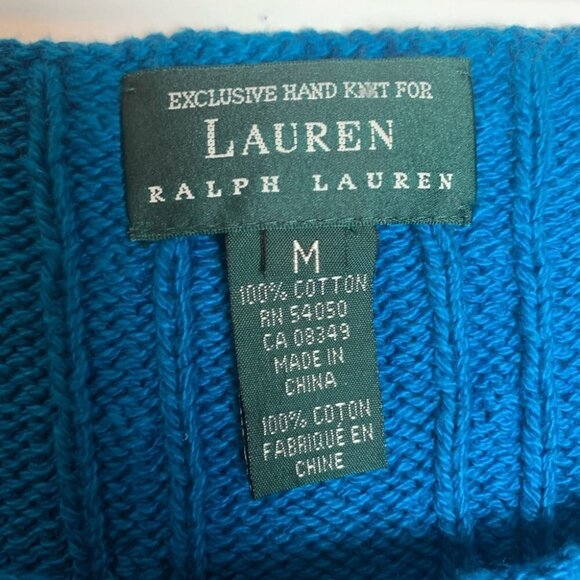 EXCLUSIVE HAND KNIT FOR
LAUREN
RALPH LAUREN
M
100% COTTON
RN 54050
CA 08349
MADE IN
CHINA
100% COTON
FABRIQUÉ EN
CHINE